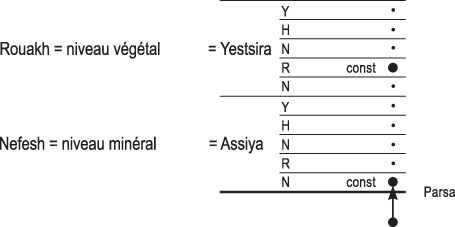 Y
H
Rouakh = niveau végétal = Yestsira N
R const
N
Y
H
Nefesh = niveau minéral = Assiya N
R
N const
Parsa